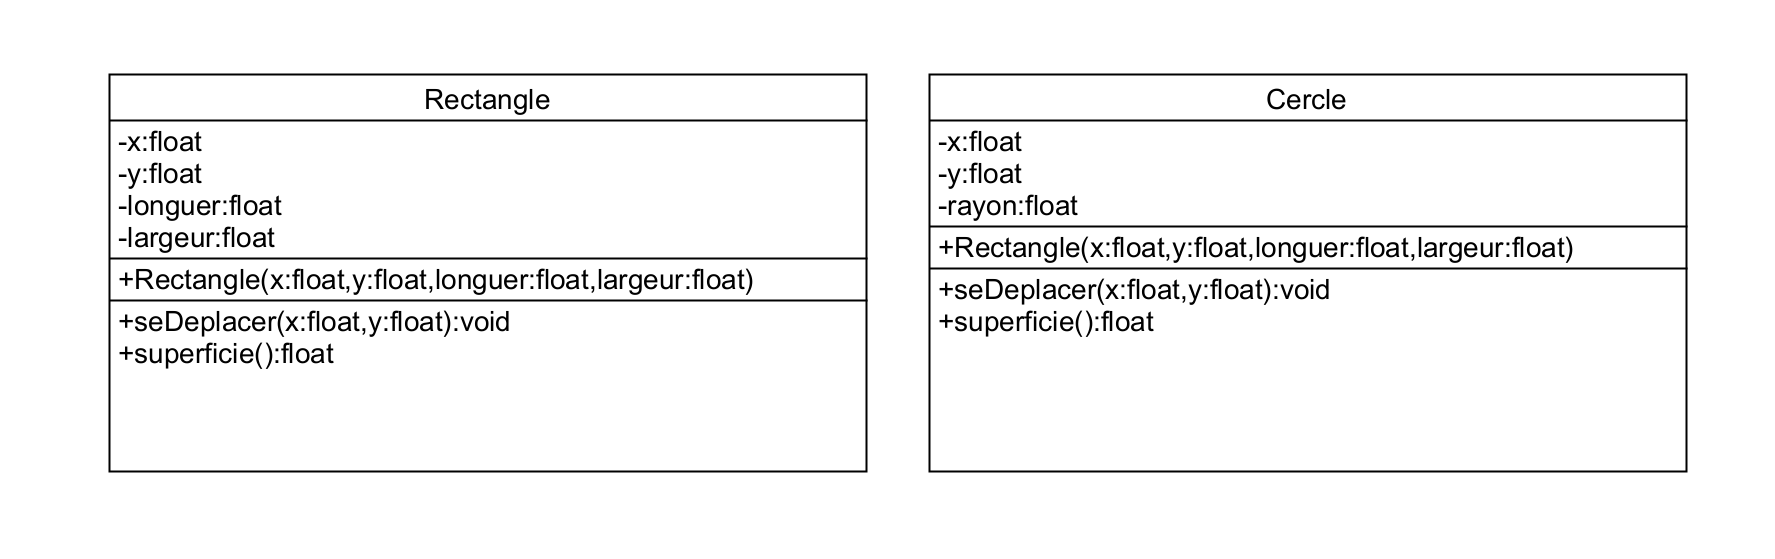 Rectangle
-x:float
-y:float
-longuer:float
-largeur:float
+Rectangle(x:float,y:float,longuer:float,largeur:float)
+seDeplacer(x:float,y:float):void
+superficie():float
Cercle
-x:float
-y:float
-rayon:float
+Rectangle(x:float,y:float,longuer:float,largeur:float)
+seDeplacer(x:float,y:float):void
+superficie():float